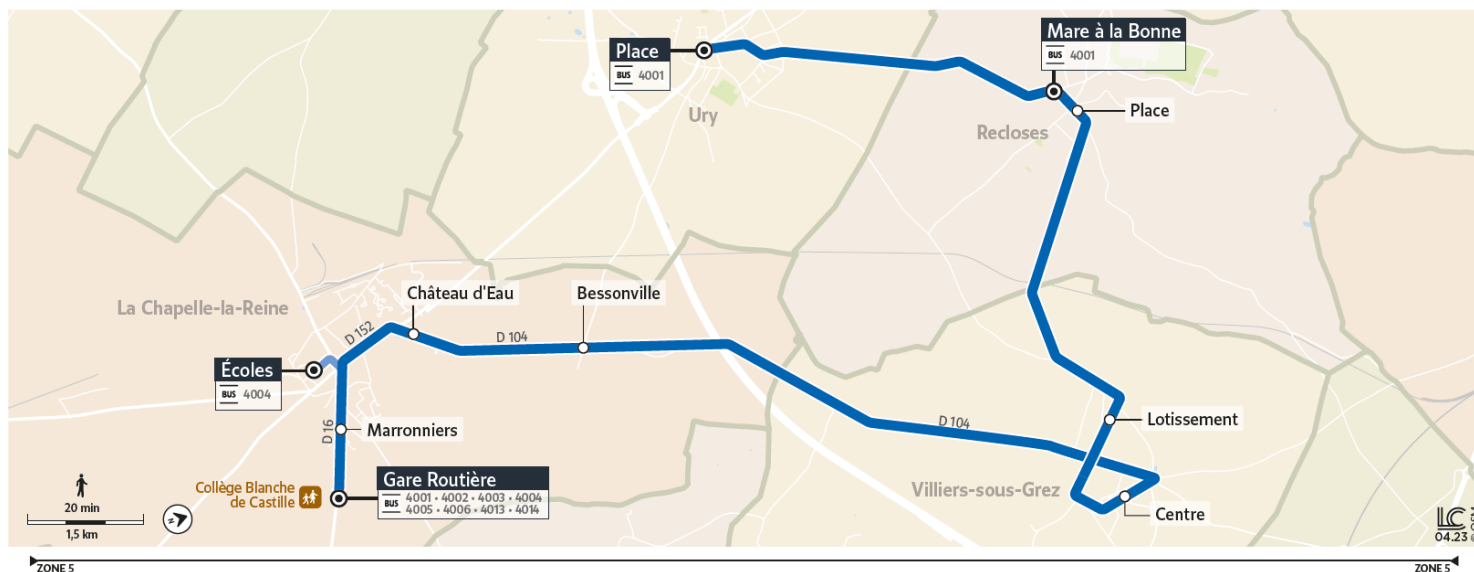 Mare à la Bonne
BUS 4001
Place
BUS 4001
Ury
Place
Recloses
Château d'Eau
Bessonville
La Chapelle-la-Reine
D 152
D 104
Écoles
BUS 4004
D 16
Marronniers
D 104
Lotissement
Gare Routière
BUS 4001 • 4002 • 4003 • 4004
4005 • 4006 • 4013 • 4014
Collège Blanche
de Castille
Villiers-sous-Grez
Centre
20 min
1,5 km
LC
04.23
ZONE 5
ZONE 5